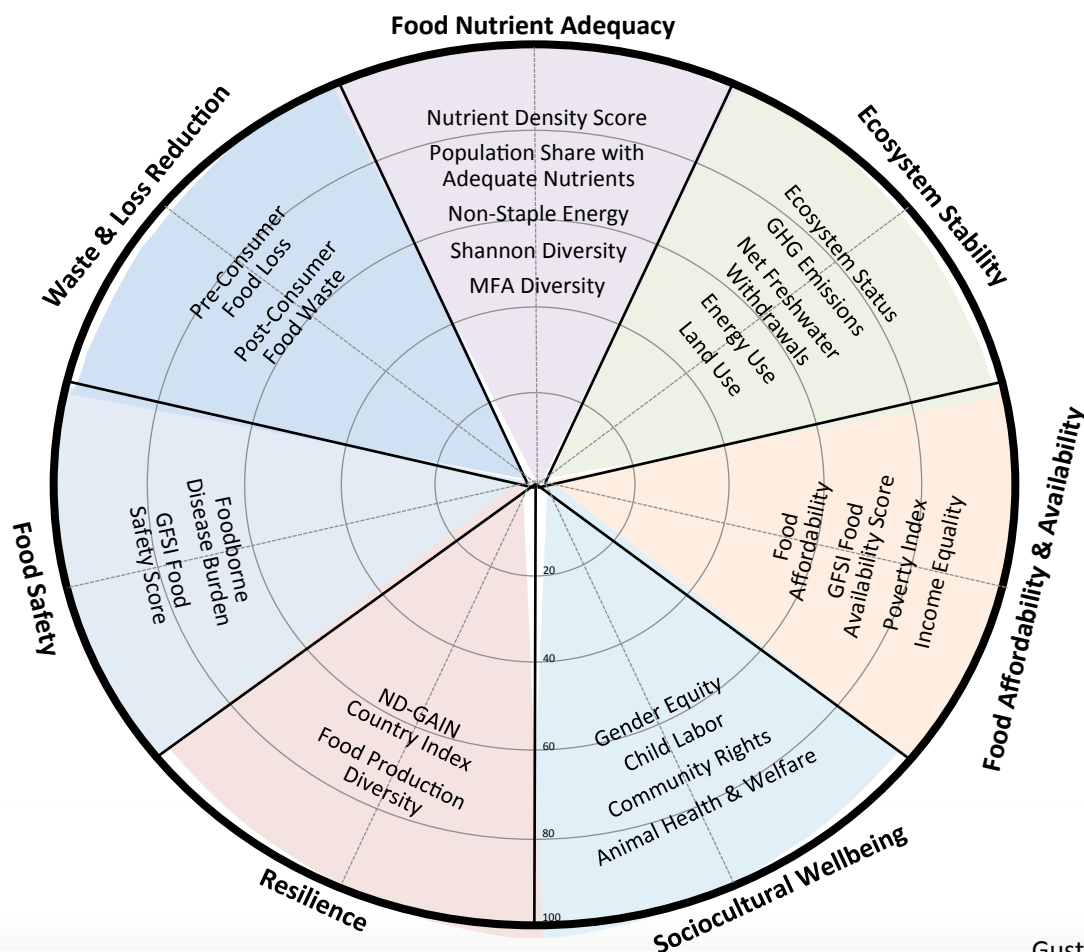 Food Nutrient Adequacy
Nutrient Density Score
Population Share with
Adequate Nutrients
Non-Staple Energy
Shannon Diversity
MFA Diversity
Ecosystem Stability
Ecosystem Status
GHG Emissions
Net Freshwater
Withdrawals
Energy Use
Land Use
Food Affordability & Availability
Food
Affordability
GFSI Food
Availability Score
Poverty Index
Income Equality
Sociocultural Wellbeing
Gender Equity
Child Labor
Community Rights
Animal Health & Welfare
Resilience
ND-GAIN
Country Index
Food Production
Diversity
Food Safety
Foodborne
Disease Burden
GFSI Food
Safety Score
Waste & Loss Reduction
Pre-Consumer
Food Loss
Post-Consumer
Food Waste
20
40
60
80
100